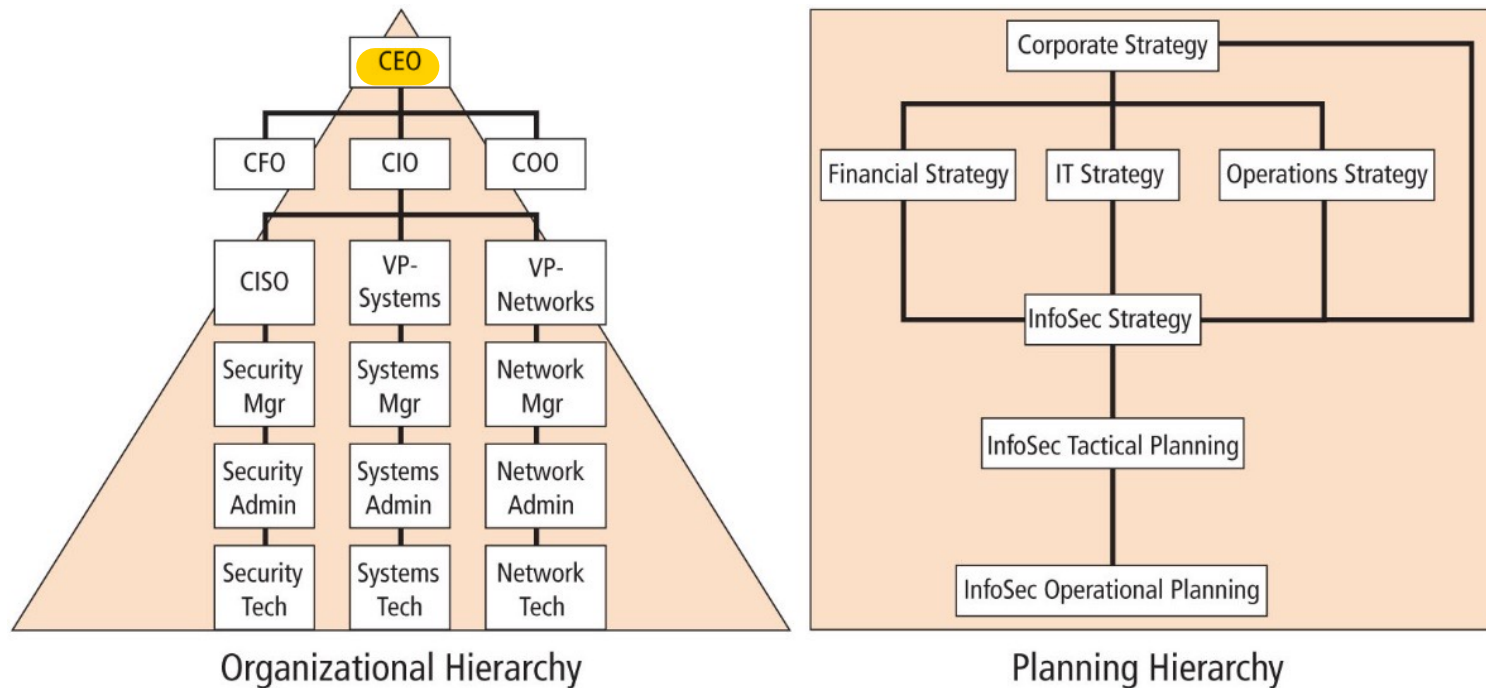 CEO
CFO
CIO
COO
CISO
VP-
Systems
VP-
Networks
Security
Mgr
Systems
Mgr
Network
Mgr
Security
Admin
Systems
Admin
Network
Admin
Security
Tech
Systems
Tech
Network
Tech
Organizational Hierarchy
Corporate Strategy
Financial Strategy
IT Strategy
Operations Strategy
InfoSec Strategy
InfoSec Tactical Planning
InfoSec Operational Planning
Planning Hierarchy